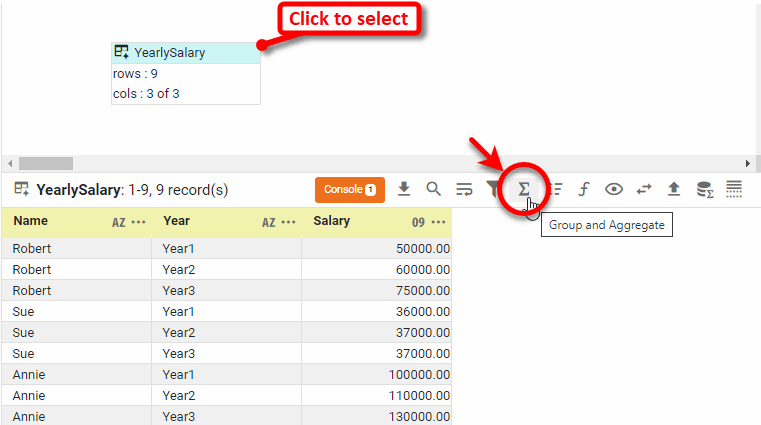 Click to select
YearlySalary
rows : 9
cols : 3 of 3
YearlySalary: 1-9, 9 record(s) Console 1 Σ f Σ
Group and Aggregate
Name AZ ••• Year AZ ••• Salary 09 •••
Robert Year1 50000.00
Robert Year2 60000.00
Robert Year3 75000.00
Sue Year1 36000.00
Sue Year2 37000.00
Sue Year3 37000.00
Annie Year1 100000.00
Annie Year2 110000.00
Annie Year3 130000.00